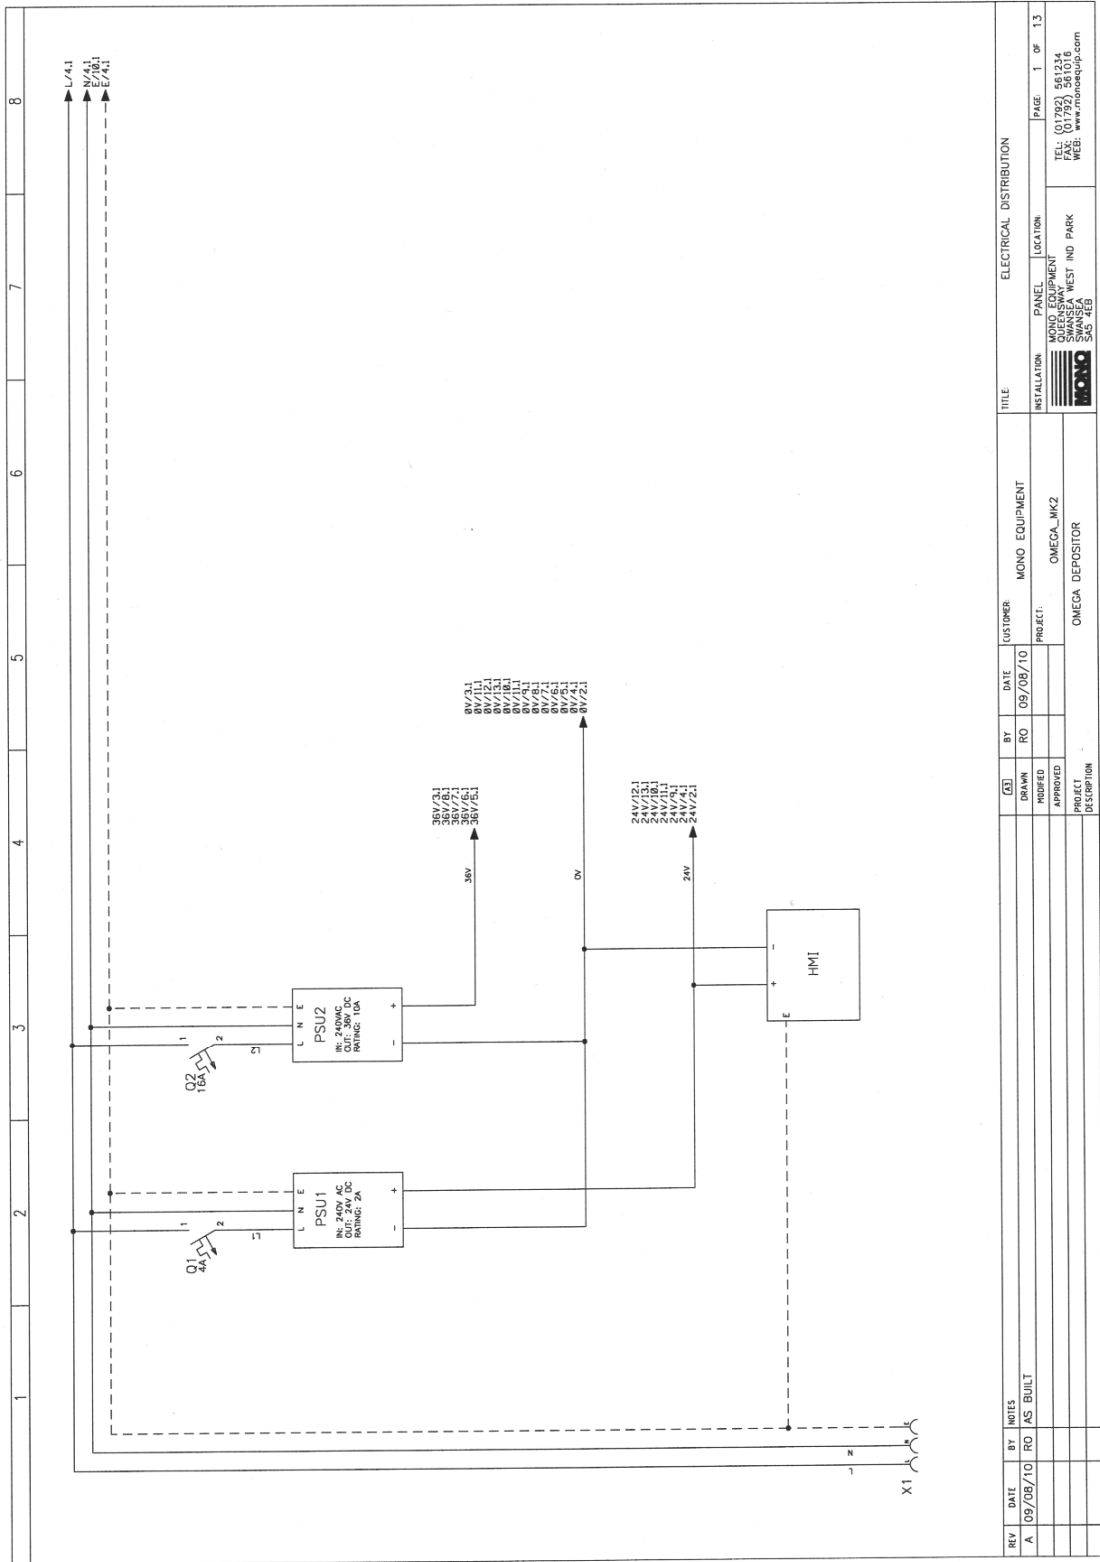 1 2 3 4 5 6 7 8
L/4.1
N/4.1
E/10.1
E/4.1
Q1
4A
1
2
L1
L N E
PSU1
IN: 240V AC
OUT: 24V DC
RATING: 2A
- +
Q2
16A
1
2
L2
L N E
PSU2
IN: 240VAC
OUT: 36V DC
RATING: 10A
- +
36V/3.1
36V/8.1
36V/7.1
36V/6.1
36V/5.1
36V
0V/3.1
0V/11.1
0V/12.1
0V/13.1
0V/10.1
0V/11.1
0V/9.1
0V/8.1
0V/7.1
0V/6.1
0V/5.1
0V/4.1
0V/2.1
0V
24V/12.1
24V/13.1
24V/10.1
24V/11.1
24V/9.1
24V/4.1
24V/2.1
24V
E + -
HMI
L N
L N E
X1
REV DATE BY NOTES
A 09/08/10 RO AS BUILT
A3 BY DATE
DRAWN RO 09/08/10
MODIFIED
APPROVED
PROJECT
DESCRIPTION
CUSTOMER: MONO EQUIPMENT
PROJECT: OMEGA_MK2
OMEGA DEPOSITOR
TITLE: ELECTRICAL DISTRIBUTION
INSTALLATION: PANEL LOCATION: PAGE: 1 OF 13
MONO
MONO EQUIPMENT
QUEENSWAY
SWANSEA WEST IND PARK
SWANSEA
SA5 4EB
TEL: (01792) 561234
FAX: (01792) 561016
WEB: www.monoequip.com